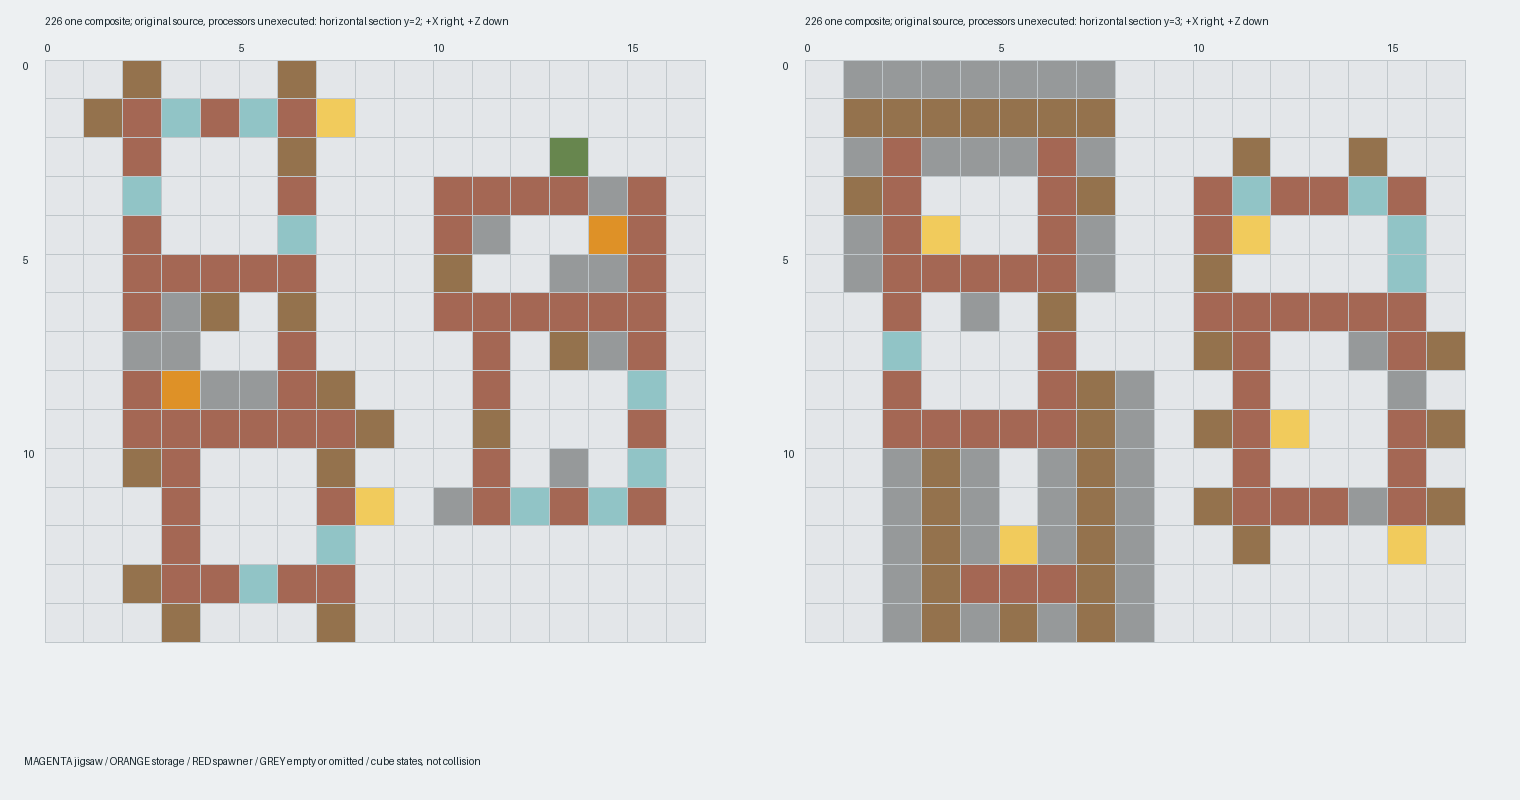 226 one composite; original source, processors unexecuted: horizontal section y=2; +X right, +Z down
0 5 10 15
0
5
10
226 one composite; original source, processors unexecuted: horizontal section y=3; +X right, +Z down
0 5 10 15
0
5
10
MAGENTA jigsaw / ORANGE storage / RED spawner / GREY empty or omitted / cube states, not collision